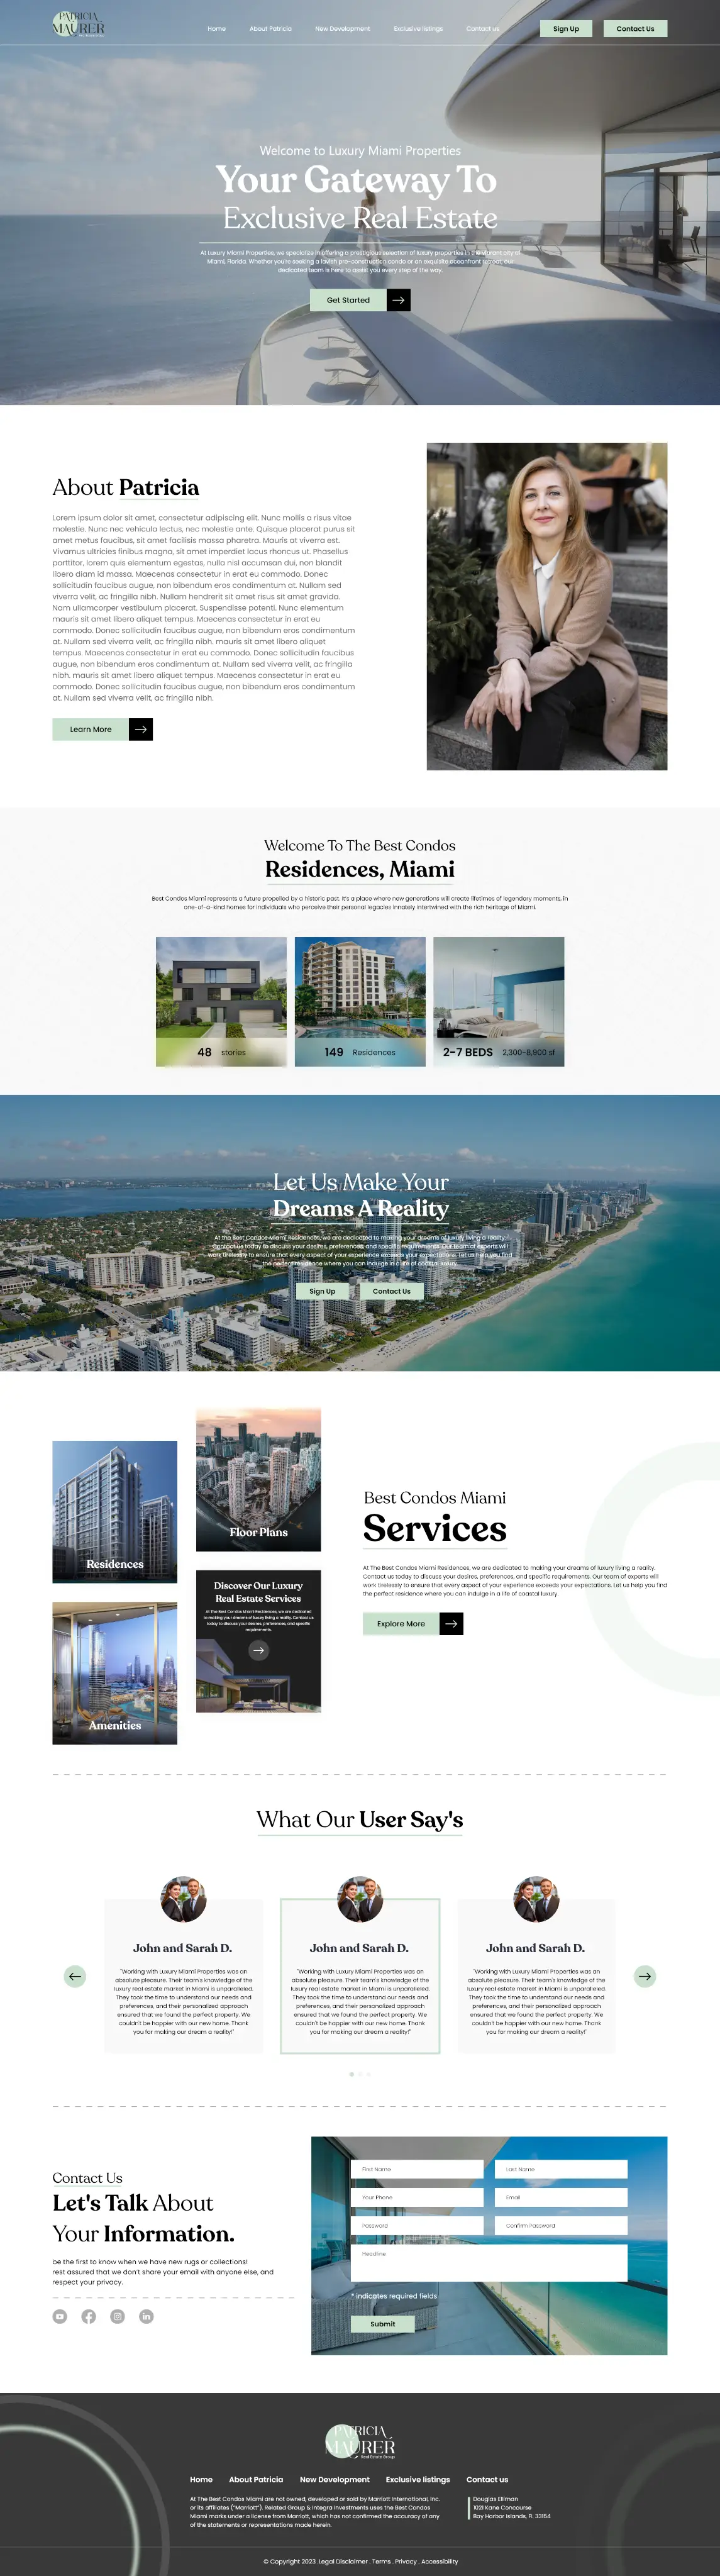 PATRICIA
MAURER
Home About Patricia New Development Exclusive listings Contact us Sign Up Contact Us
Welcome to Luxury Miami Properties
Your Gateway To
Exclusive Real Estate
At Luxury Miami Properties, we specialize in offering a prestigious selection of luxury properties in the vibrant city of
Miami, Florida. Whether you're seeking a lavish pre-construction condo or an exquisite oceanfront retreat, our
dedicated team is here to assist you every step of the way.
Get Started
About Patricia
Lorem ipsum dolor sit amet, consectetur adipiscing elit. Nunc mollis a risus vitae
molestie. Nunc nec vehicula lectus, nec molestie ante. Quisque placerat purus sit
amet metus faucibus, sit amet facilisis massa pharetra. Mauris at viverra est.
Vivamus ultricies finibus magna, sit amet imperdiet lacus rhoncus ut. Phasellus
porttitor, lorem quis elementum egestas, nulla nisl accumsan dui, non blandit
libero diam id massa. Maecenas consectetur in erat eu commodo. Donec
sollicitudin faucibus augue, non bibendum eros condimentum at. Nullam sed
viverra velit, ac fringilla nibh. Nullam hendrerit sit amet risus sit amet gravida.
Nam ullamcorper vestibulum placerat. Suspendisse potenti. Nunc elementum
mauris sit amet libero aliquet tempus. Maecenas consectetur in erat eu
commodo. Donec sollicitudin faucibus augue, non bibendum eros condimentum
at. Nullam sed viverra velit, ac fringilla nibh. mauris sit amet libero aliquet
tempus. Maecenas consectetur in erat eu commodo. Donec sollicitudin faucibus
augue, non bibendum eros condimentum at. Nullam sed viverra velit, ac fringilla
nibh. mauris sit amet libero aliquet tempus. Maecenas consectetur in erat eu
commodo. Donec sollicitudin faucibus augue, non bibendum eros condimentum
at. Nullam sed viverra velit, ac fringilla nibh.
Learn More
Welcome To The Best Condos
Residences, Miami
Best Condos Miami represents a future propelled by a historic past. It's a place where new generations will create lifetimes of legendary moments, in
one-of-a-kind homes for individuals who perceive their personal legacies innately intertwined with the rich heritage of Miami.
48 stories
149 Residences
2-7 BEDS 2,300-8,900 sf
Let Us Make Your
Dreams A Reality
At the Best Condos Miami Residences, we are dedicated to making your dreams of luxury living a reality.
Contact us today to discuss your desires, preferences, and specific requirements. Our team of experts will
work tirelessly to ensure that every aspect of your experience exceeds your expectations. Let us help you find
the perfect residence where you can indulge in a life of coastal luxury.
Sign Up Contact Us
Residences
Floor Plans
Amenities
Discover Our Luxury
Real Estate Services
At The Best Condo Miami Residences, we are dedicated
to making your dreams of luxury living a reality. Contact us
today to discuss your desires, preferences, and specific
requirements.
Best Condos Miami
Services
At The Best Condos Miami Residences, we are dedicated to making your dreams of luxury living a reality.
Contact us today to discuss your desires, preferences, and specific requirements. Our team of experts will
work tirelessly to ensure that every aspect of your experience exceeds your expectations. Let us help you find
the perfect residence where you can indulge in a life of coastal luxury.
Explore More
What Our User Say's
John and Sarah D.
"Working with Luxury Miami Properties was an
absolute pleasure. Their team's knowledge of the
luxury real estate market in Miami is unparalleled.
They took the time to understand our needs and
preferences, and their personalized approach
ensured that we found the perfect property. We
couldn't be happier with our new home. Thank
you for making our dream a reality!"
John and Sarah D.
"Working with Luxury Miami Properties was an
absolute pleasure. Their team's knowledge of the
luxury real estate market in Miami is unparalleled.
They took the time to understand our needs and
preferences, and their personalized approach
ensured that we found the perfect property. We
couldn't be happier with our new home. Thank
you for making our dream a reality!"
John and Sarah D.
"Working with Luxury Miami Properties was an
absolute pleasure. Their team's knowledge of the
luxury real estate market in Miami is unparalleled.
They took the time to understand our needs and
preferences, and their personalized approach
ensured that we found the perfect property. We
couldn't be happier with our new home. Thank
you for making our dream a reality!"
Contact Us
Let's Talk About
Your Information.
be the first to know when we have new rugs or collections!
rest assured that we don't share your email with anyone else, and
respect your privacy.
First Name Last Name
Your Phone Email
Password Confirm Password
Headline
* indicates required fields
Submit
PATRICIA
MAURER
Real Estate Group
Home About Patricia New Development Exclusive listings Contact us
At The Best Condos Miami are not owned, developed or sold by Marriott International, Inc.
or its affiliates ("Marriott"). Related Group & Integra Investments uses the Best Condos
Miami marks under a license from Marriott, which has not confirmed the accuracy of any
of the statements or representations made herein.
Douglas Elliman
1021 Kane Concourse
Bay Harbor Islands, FL. 33154
© Copyright 2023 .Legal Disclaimer . Terms . Privacy . Accessibility